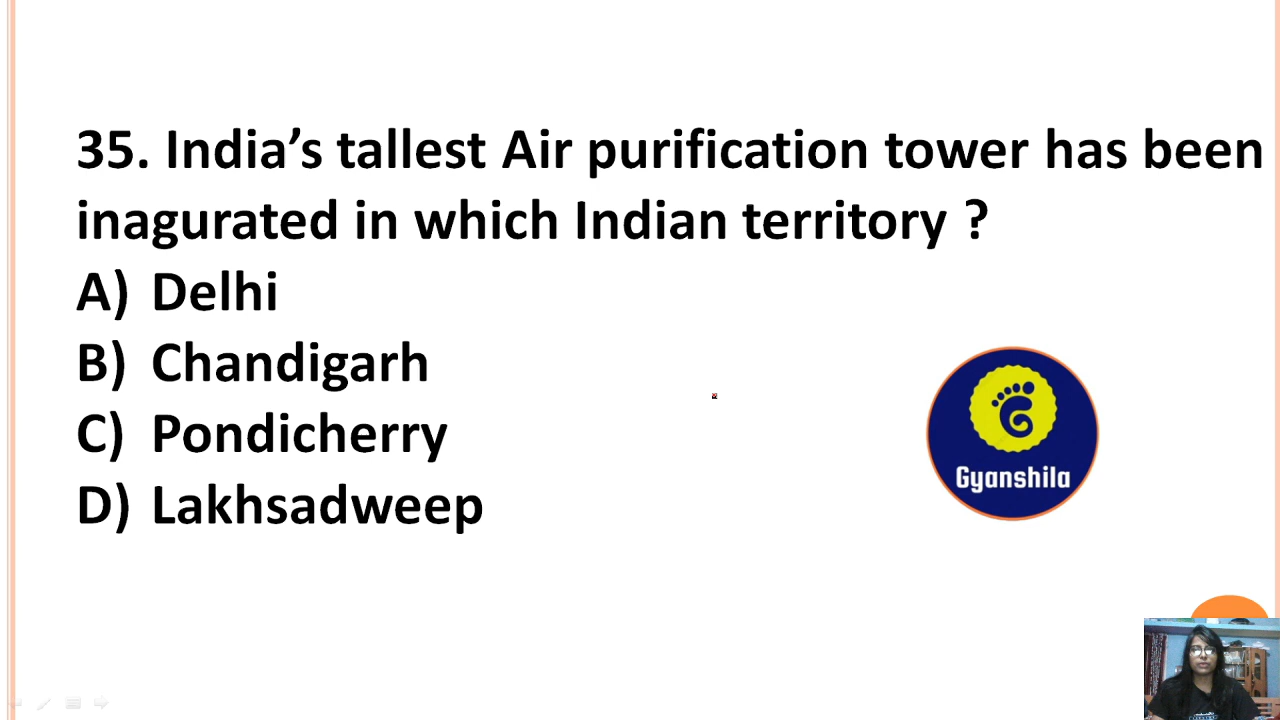 35. India’s tallest Air purification tower has been
inagurated in which Indian territory ?
A) Delhi
B) Chandigarh
C) Pondicherry
D) Lakhsadweep
Gyanshila